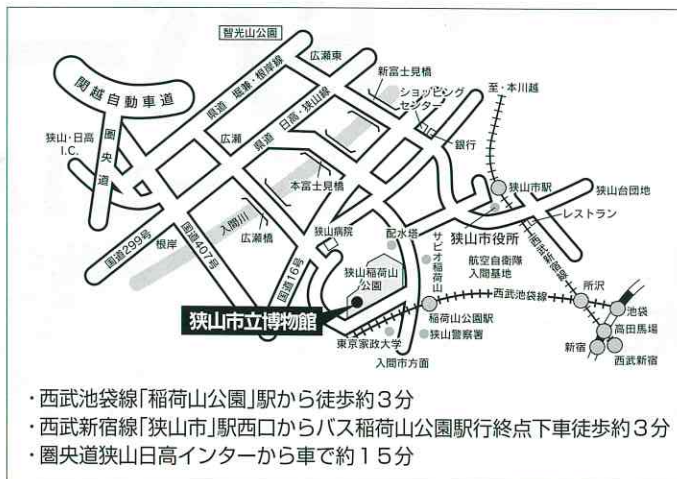 智光山公園
広瀬東
新富士見橋
ショッピング
センター
至・本川越
関越自動車道
県道 堀兼・根岸線
県道 日高・狭山線
銀行
狭山・日高
I.C.
圏央道
広瀬
本富士見橋
狭山市駅
狭山台団地
レストラン
入間川
広瀬橋
狭山病院
配水塔
狭山市役所
国道299号
根岸
国道407号
国道16号
狭山稲荷山
公園
サピオ稲荷山
航空自衛隊
入間基地
西武新宿線
所沢
西武池袋線
池袋
狭山市立博物館
稲荷山公園駅
高田馬場
東京家政大学
狭山警察署
新宿
西武新宿
入間市方面
・西武池袋線「稲荷山公園」駅から徒歩約3分
・西武新宿線「狭山市」駅西口からバス稲荷山公園駅行終点下車徒歩約3分
・圏央道狭山日高インターから車で約15分